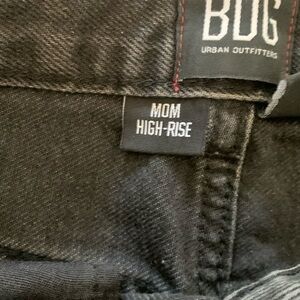 BDG
URBAN OUTFITTERS
MOM
HIGH-RISE